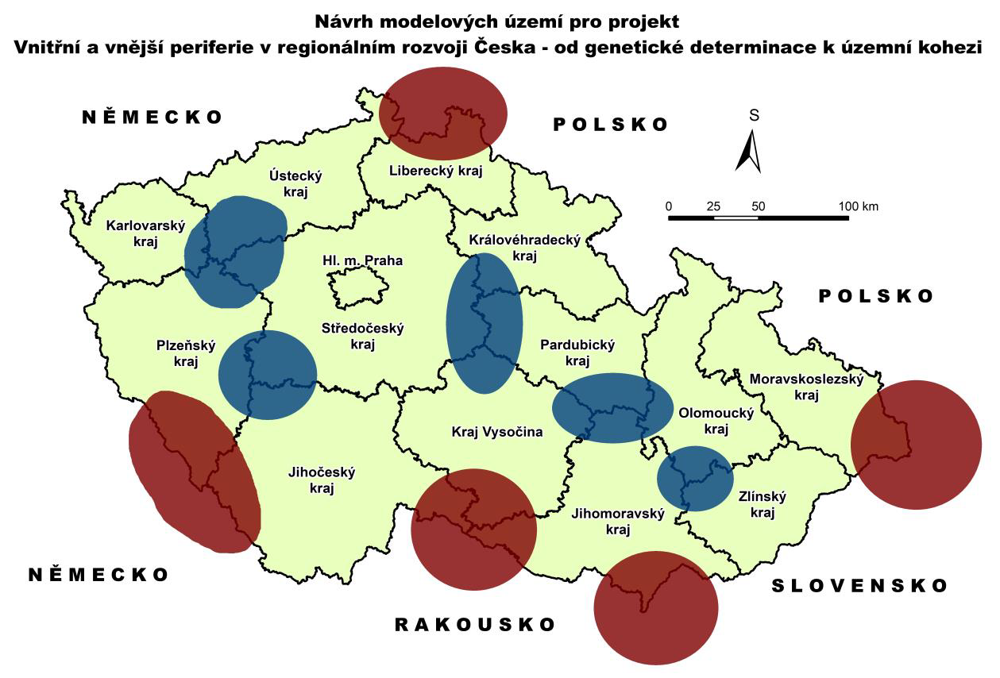 Návrh modelových území pro projekt
Vnitřní a vnější periferie v regionálním rozvoji Česka - od genetické determinace k územní kohezi
NĚMECKO
POLSKO
S
Ústecký
kraj
Liberecký kraj
0 25 50 100 km
Karlovarský
kraj
Královéhradecký
kraj
Hl. m. Praha
POLSKO
Středočeský
kraj
Plzeňský
kraj
Pardubický
kraj
Moravskoslezský
kraj
Olomoucký
kraj
Kraj Vysočina
Jihočeský
kraj
Zlínský
kraj
Jihomoravský
kraj
NĚMECKO
SLOVENSKO
RAKOUSKO